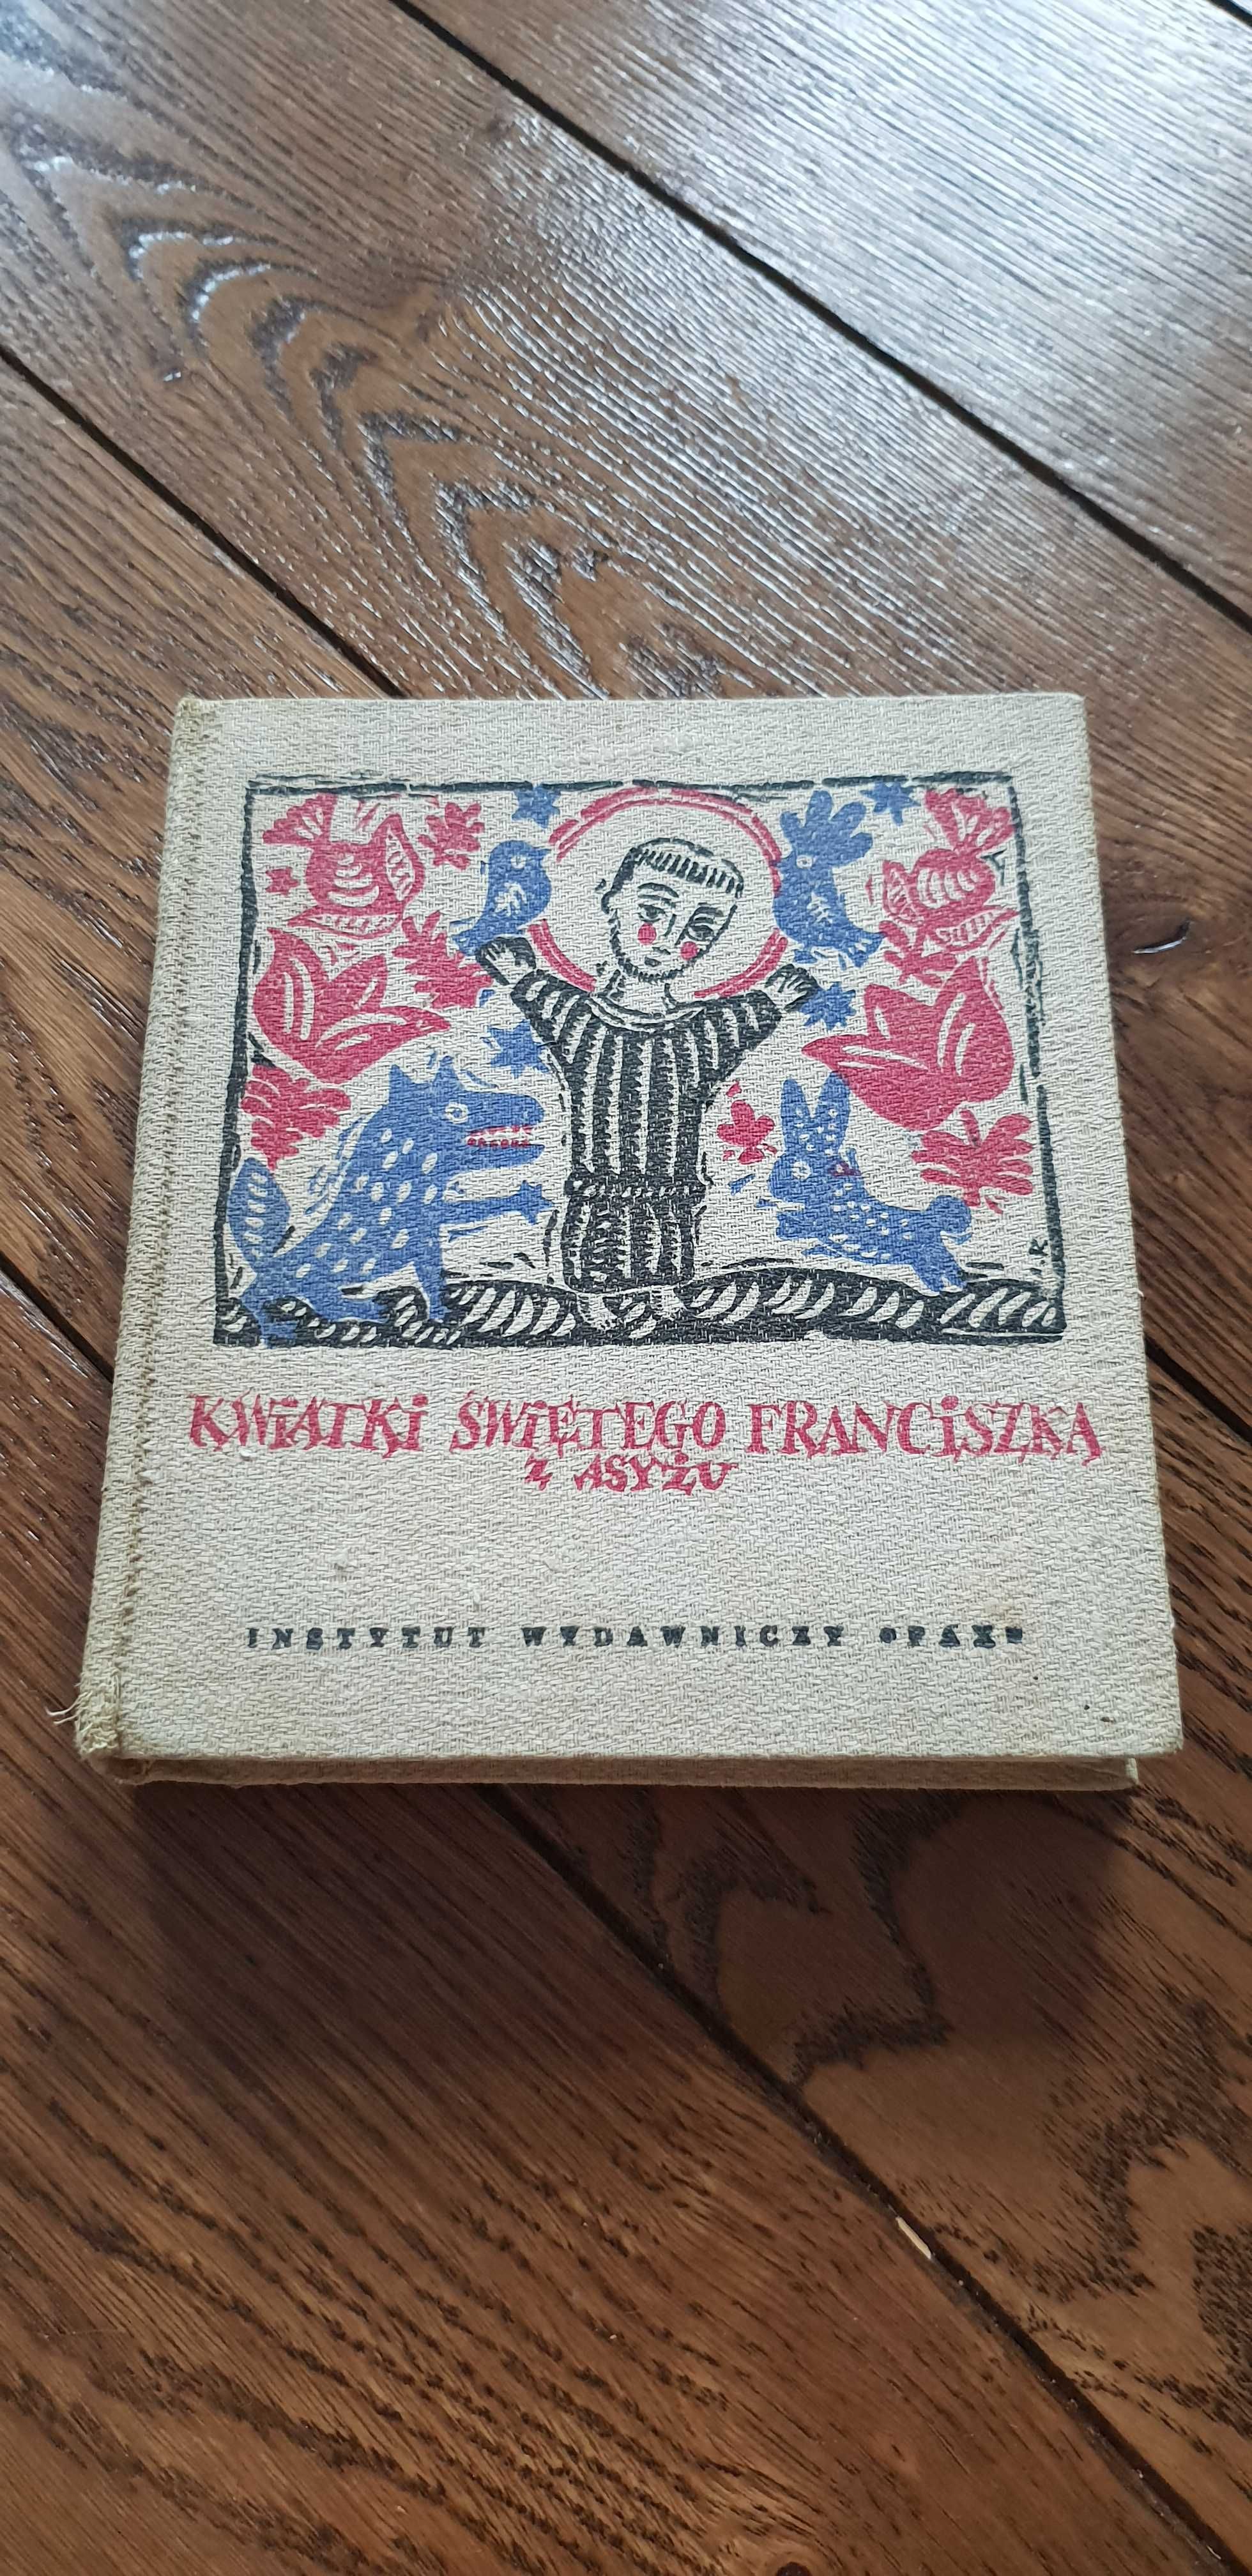 K
KWiATKi ŚWiĘTEGO FRANCiSZKA
Z ASYŻU
INSTYTUT WYDAWNICZY "PAX"